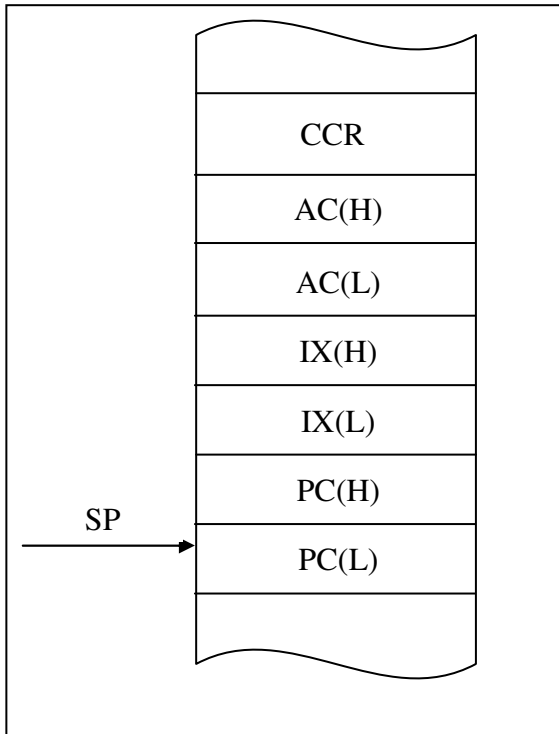 CCR
AC(H)
AC(L)
IX(H)
IX(L)
PC(H)
SP
PC(L)